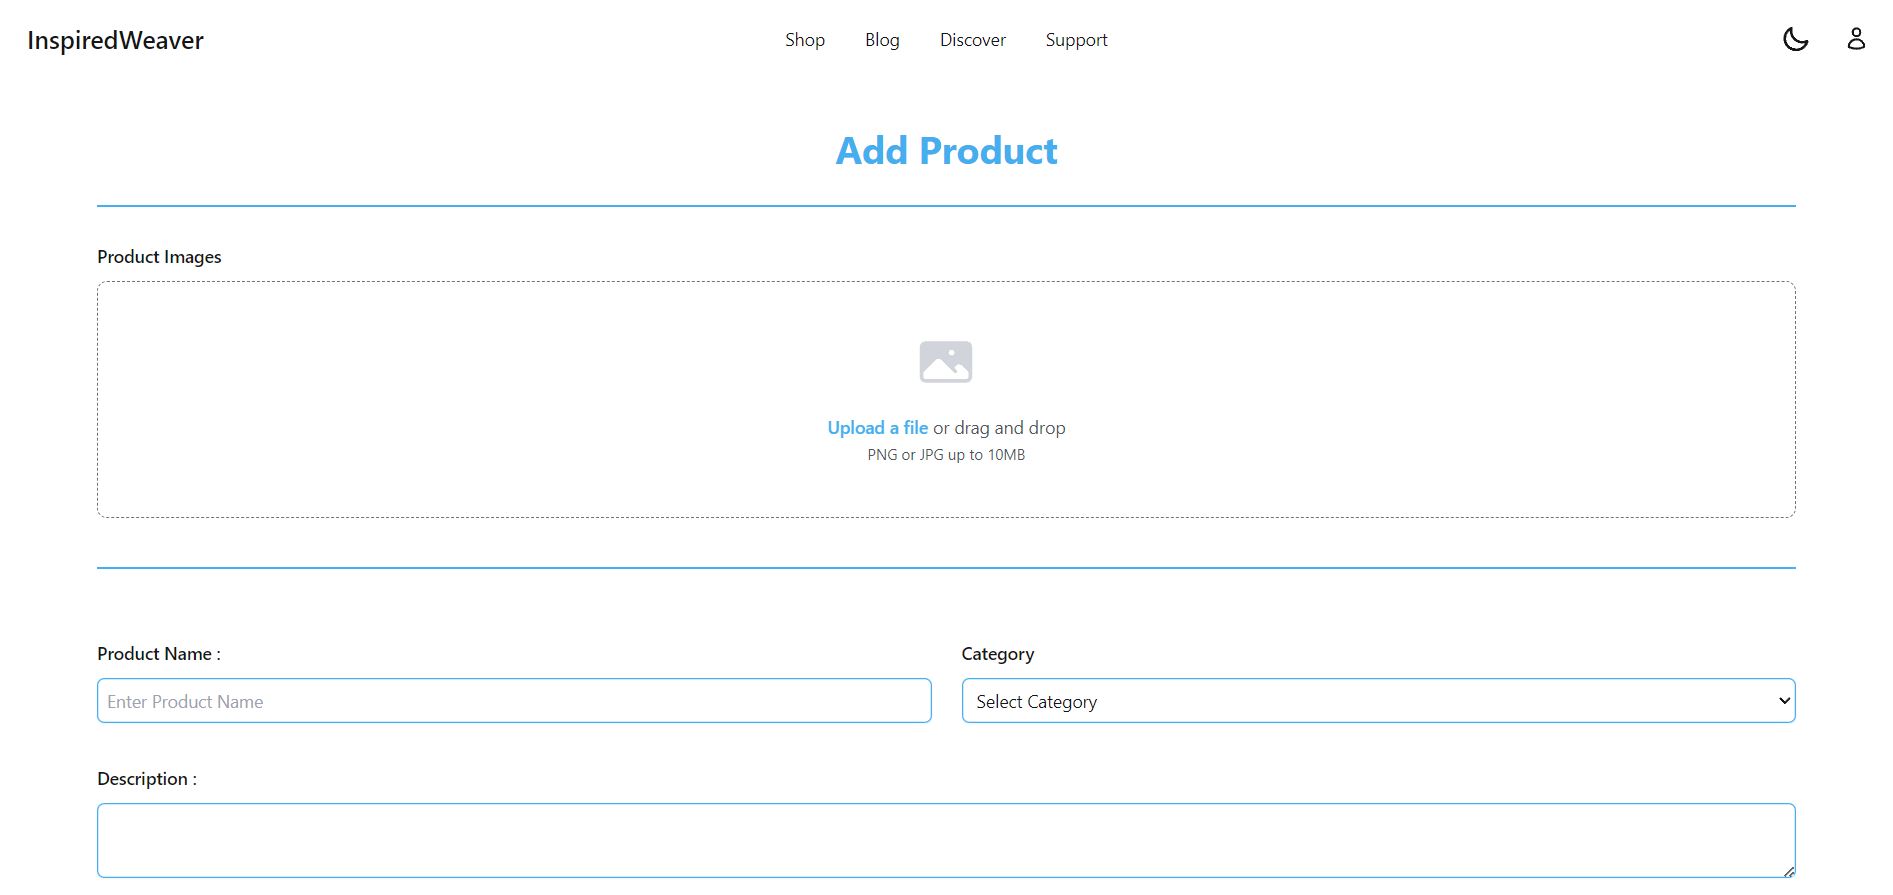 InspiredWeaver
Shop Blog Discover Support
Add Product
Product Images
Upload a file or drag and drop
PNG or JPG up to 10MB
Product Name :
Category
Enter Product Name
Select Category
Description :